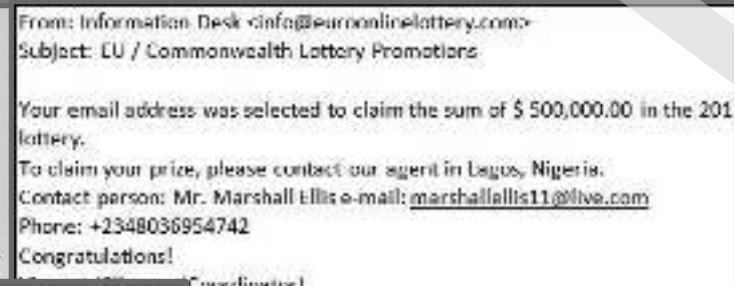 From: Information Desk <info@euroonlinelottery.com>
Subject: EU / Commonwealth Lottery Promotions
Your email address was selected to claim the sum of $ 500,000.00 in the 201
lottery.
To claim your prize, please contact our agent in Lagos, Nigeria.
Contact person: Mr. Marshall Ellis e-mail: marshallellis11@live.com
Phone: +2348036954742
Congratulations!